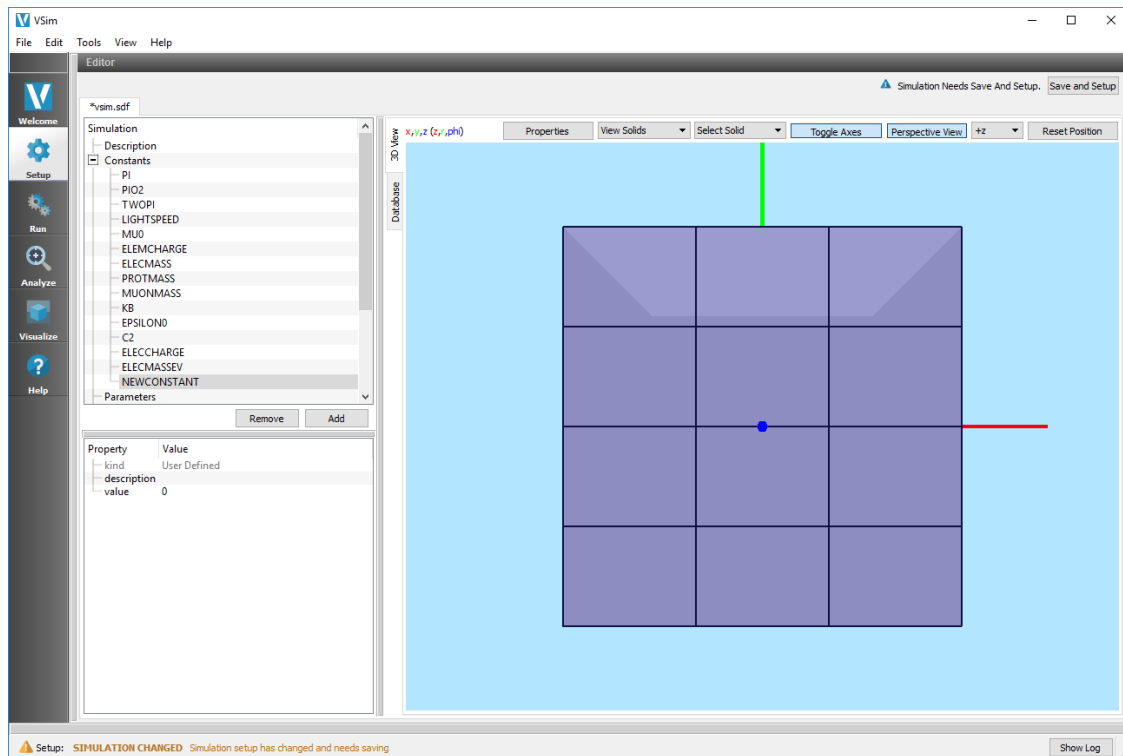 VSim
File Edit Tools View Help
Editor
Simulation Needs Save And Setup. Save and Setup
*vsim.sdf
Welcome
Setup
Run
Analyze
Visualize
Help
Simulation
Description
Constants
PI
PIO2
TWOPI
LIGHTSPEED
MU0
ELEMCHARGE
ELECMASS
PROTMASS
MUONMASS
KB
EPSILON0
C2
ELECCHARGE
ELECMASSEV
NEWCONSTANT
Parameters
Remove Add
Property Value
kind User Defined
description
value 0
3D View
Database
x,y,z (z,r,phi) Properties View Solids Select Solid Toggle Axes Perspective View +z Reset Position
Setup: SIMULATION CHANGED Simulation setup has changed and needs saving Show Log